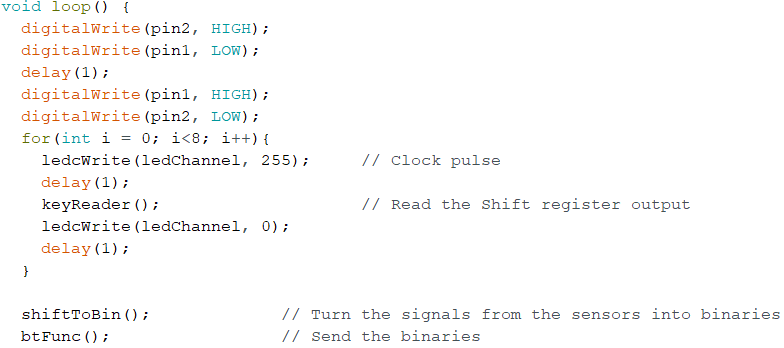 void loop() {
  digitalWrite(pin2, HIGH);
  digitalWrite(pin1, LOW);
  delay(1);
  digitalWrite(pin1, HIGH);
  digitalWrite(pin2, LOW);
  for(int i = 0; i<8; i++){
    ledcWrite(ledChannel, 255);     // Clock pulse
    delay(1);
    keyReader();                    // Read the Shift register output
    ledcWrite(ledChannel, 0);
    delay(1);
  }

  shiftToBin();             // Turn the signals from the sensors into binaries
  btFunc();                 // Send the binaries